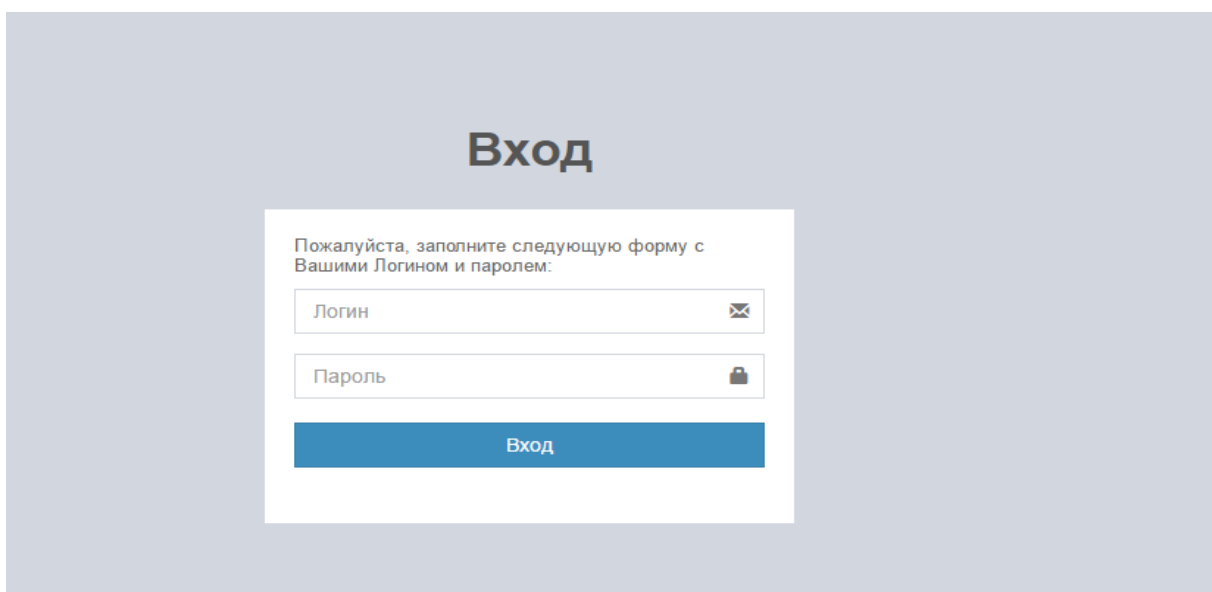 Вход
Пожалуйста, заполните следующую форму с
Вашими Логином и паролем:
Логин
Пароль
Вход